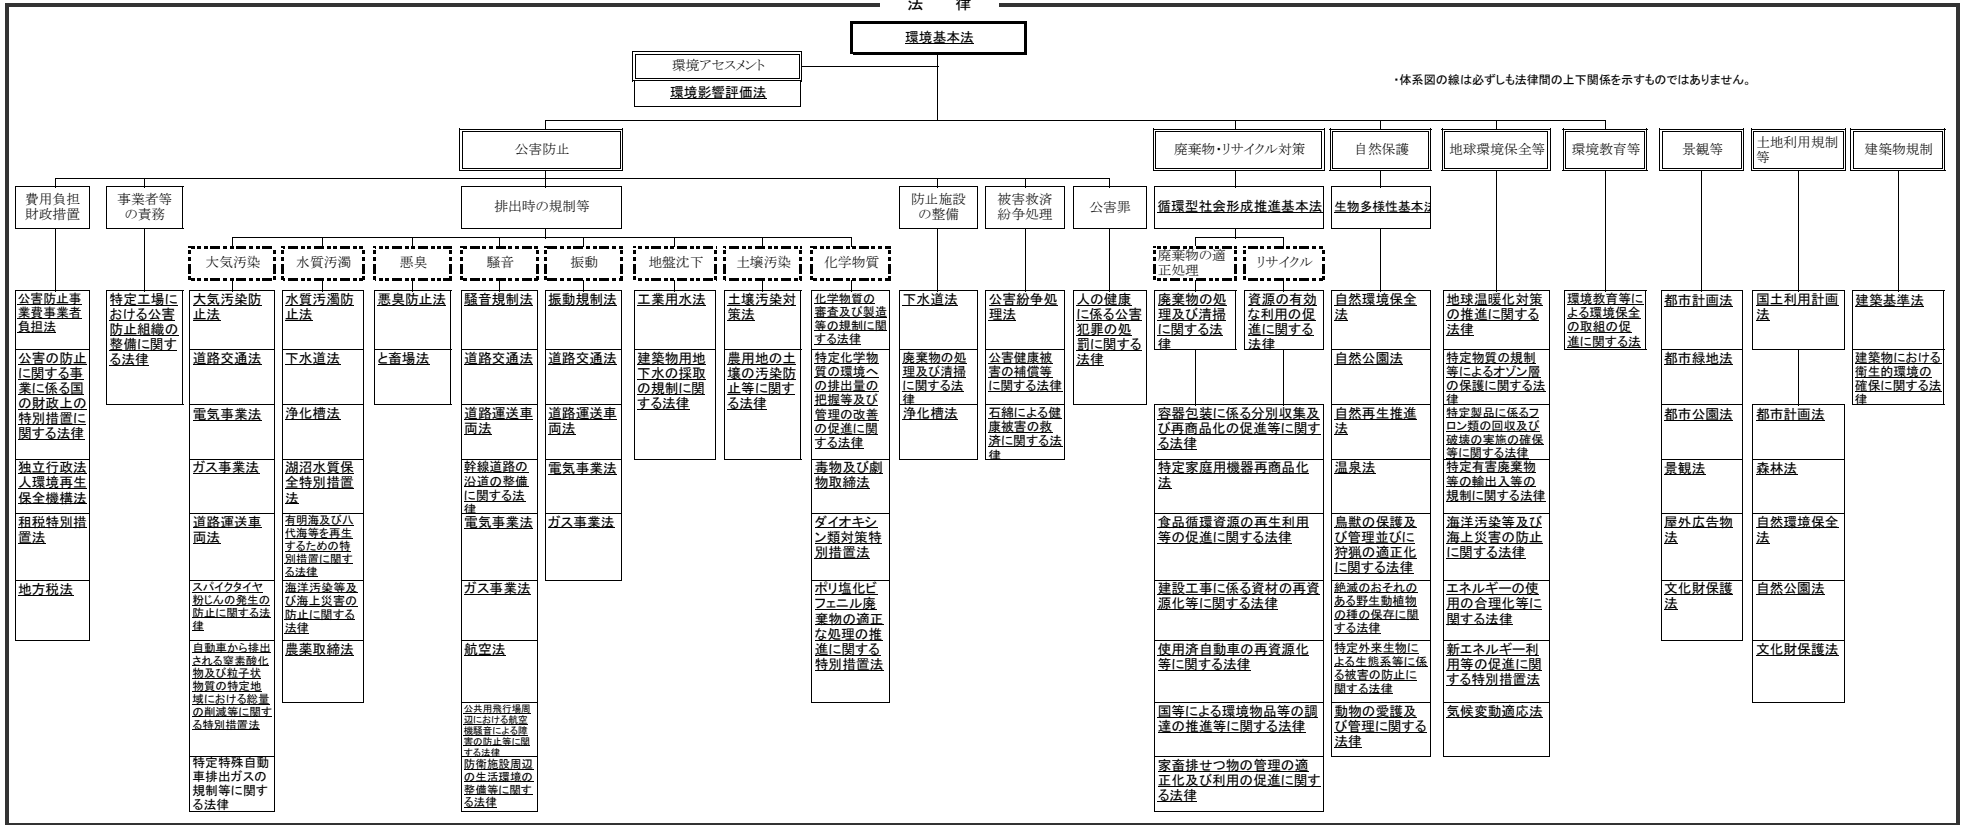 法　律
環境基本法
環境アセスメント
環境影響評価法
・体系図の線は必ずしも法律間の上下関係を示すものではありません。
公害防止
廃棄物・リサイクル対策
自然保護
地球環境保全等
環境教育等
景観等
土地利用規制
等
建築物規制
費用負担
財政措置
事業者等
の責務
排出時の規制等
防止施設
の整備
被害救済
紛争処理
公害罪
循環型社会形成推進基本法
生物多様性基本法
大気汚染
水質汚濁
悪臭
騒音
振動
地盤沈下
土壌汚染
化学物質
廃棄物の適
正処理
リサイクル
公害防止事
業費事業者
負担法
公害の防止
に関する事
業に係る国
の財政上の
特別措置に
関する法律
独立行政法
人環境再生
保全機構法
租税特別措
置法
地方税法
特定工場に
おける公害
防止組織の
整備に関す
る法律
大気汚染防
止法
道路交通法
電気事業法
ガス事業法
道路運送車
両法
スパイクタイヤ
粉じんの発生の
防止に関する法
律
自動車から排出
される窒素酸化
物及び粒子状
物質の特定地
域における総量
の削減等に関す
る特別措置法
特定特殊自動
車排出ガスの
規制等に関す
る法律
水質汚濁防
止法
下水道法
浄化槽法
湖沼水質保
全特別措置
法
有明海及び八
代海等を再生
するための特
別措置に関す
る法律
海洋汚染等及
び海上災害の
防止に関する
法律
農薬取締法
悪臭防止法
と畜場法
騒音規制法
道路交通法
道路運送車
両法
幹線道路の
沿道の整備
に関する法
律
電気事業法
ガス事業法
航空法
公共用飛行場周
辺における航空
機騒音による障
害の防止等に関
する法律
防衛施設周辺
の生活環境の
整備等に関す
る法律
振動規制法
道路交通法
道路運送車
両法
電気事業法
ガス事業法
工業用水法
建築物用地
下水の採取
の規制に関
する法律
土壌汚染対
策法
農用地の土
壌の汚染防
止等に関す
る法律
化学物質の
審査及び製造
等の規制に関
する法律
特定化学物
質の環境へ
の排出量の
把握等及び
管理の改善
の促進に関
する法律
毒物及び劇
物取締法
ダイオキシ
ン類対策特
別措置法
ポリ塩化ビ
フェニル廃
棄物の適正
な処理の推
進に関する
特別措置法
下水道法
廃棄物の処
理及び清掃
に関する法
律
浄化槽法
公害紛争処
理法
公害健康被
害の補償等
に関する法律
石綿による健
康被害の救
済に関する法
律
人の健康
に係る公害
犯罪の処
罰に関する
法律
廃棄物の処
理及び清掃
に関する法
律
資源の有効
な利用の促
進に関する
法律
容器包装に係る分別収集及
び再商品化の促進等に関す
る法律
特定家庭用機器再商品化
法
食品循環資源の再生利用
等の促進に関する法律
建設工事に係る資材の再資
源化等に関する法律
使用済自動車の再資源化
等に関する法律
国等による環境物品等の調
達の推進等に関する法律
家畜排せつ物の管理の適
正化及び利用の促進に関す
る法律
自然環境保全
法
自然公園法
自然再生推進
法
温泉法
鳥獣の保護及
び管理並びに
狩猟の適正化
に関する法律
絶滅のおそれの
ある野生動植物
の種の保存に関
する法律
特定外来生物に
よる生態系等に係
る被害の防止に
関する法律
動物の愛護及
び管理に関する
法律
地球温暖化対策
の推進に関する
法律
特定物質の規制
等によるオゾン層
の保護に関する法
律
特定製品に係るフ
ロン類の回収及び
破壊の実施の確保
等に関する法律
特定有害廃棄物
等の輸出入等の
規制に関する法律
海洋汚染等及び
海上災害の防止
に関する法律
エネルギーの使
用の合理化等に
関する法律
新エネルギー利
用等の促進に関
する特別措置法
気候変動適応法
環境教育等に
よる環境保全
の取組の促
進に関する法
都市計画法
都市緑地法
都市公園法
景観法
屋外広告物
法
文化財保護
法
国土利用計画
法
都市計画法
森林法
自然環境保全
法
自然公園法
文化財保護法
建築基準法
建築物における
衛生的環境の
確保に関する法
律